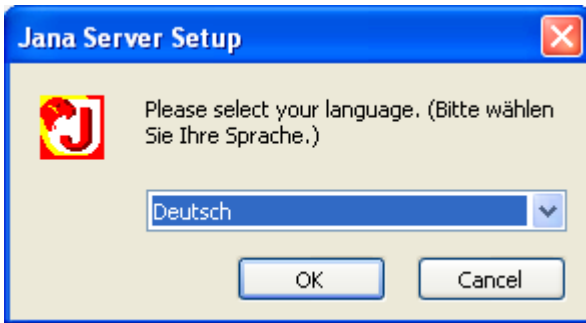 Jana Server Setup
Please select your language. (Bitte wählen
Sie Ihre Sprache.)
Deutsch
OK
Cancel